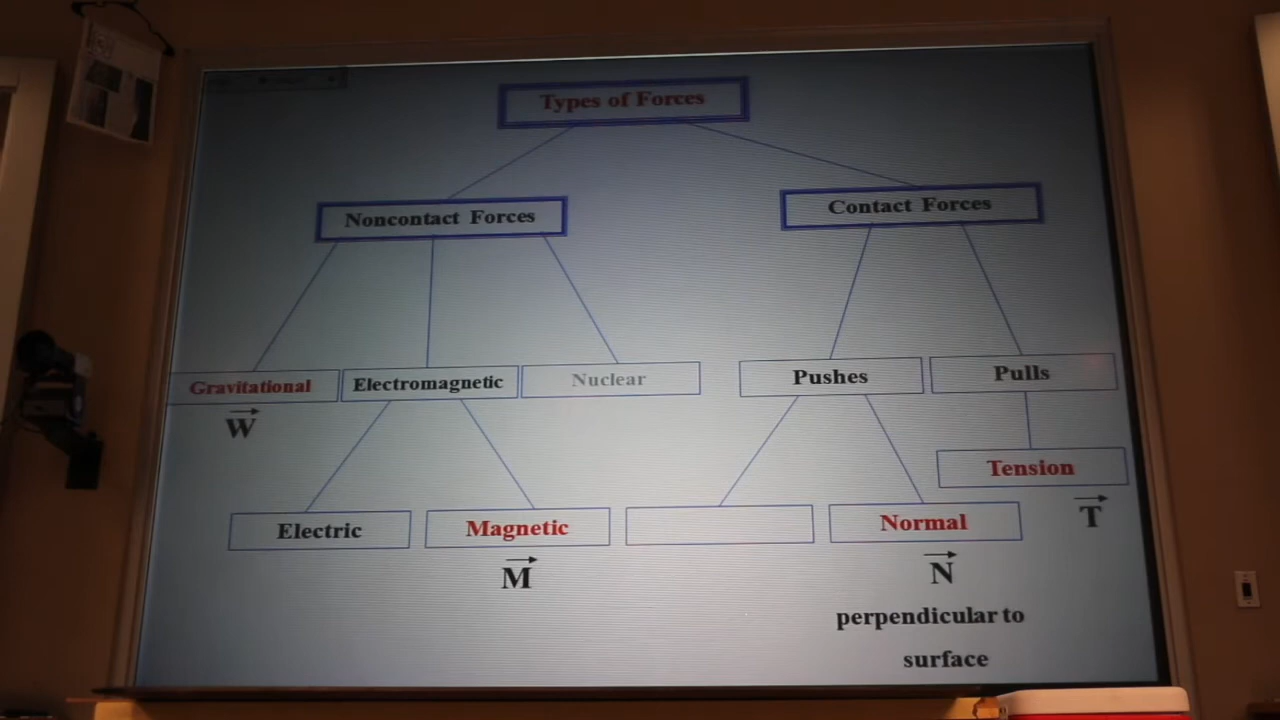 Types of Forces
Noncontact Forces
Contact Forces
Gravitational
Electromagnetic
Nuclear
Pushes
Pulls
W
Tension
T
Electric
Magnetic
Normal
M
N
perpendicular to
surface